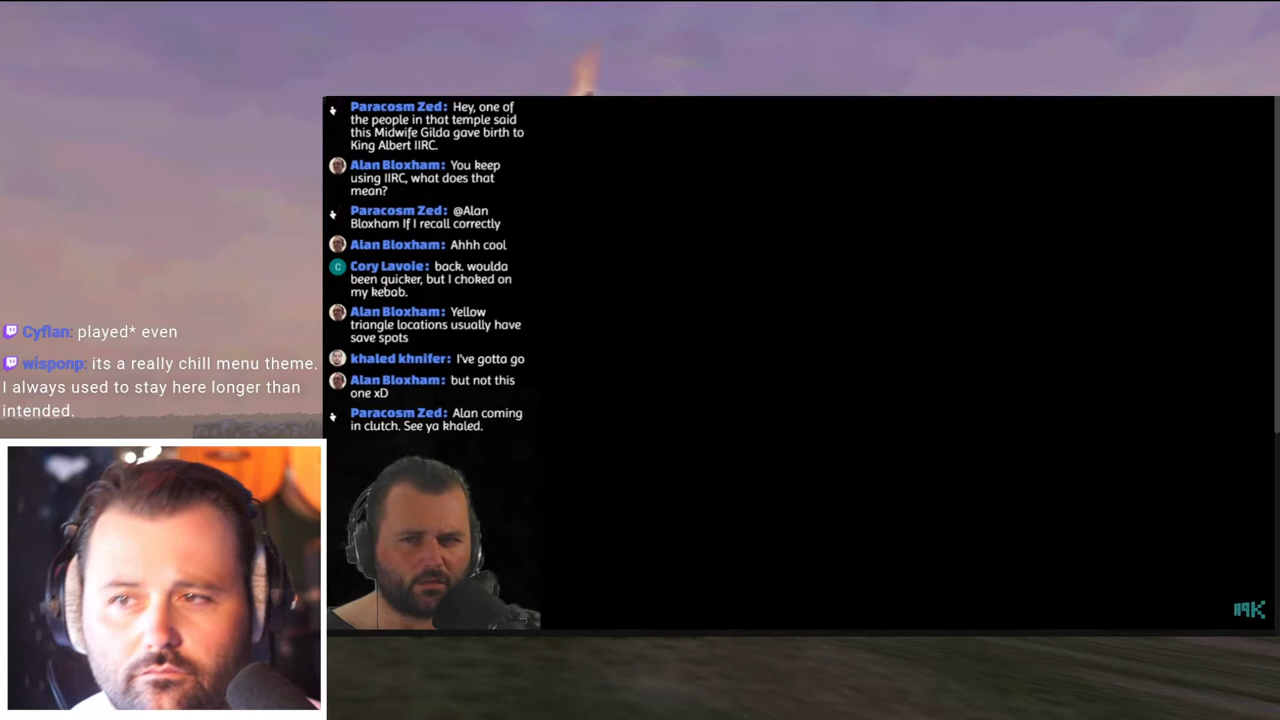 Paracosm Zed: Hey, one of
the people in that temple said
this Midwife Gilda gave birth to
King Albert IIRC.
Alan Bloxham: You keep
using IIRC, what does that
mean?
Paracosm Zed: @Alan
Bloxham If I recall correctly
Alan Bloxham: Ahhh cool
C Cory Lavoie: back. woulda
been quicker, but I choked on
my kebab.
Alan Bloxham: Yellow
triangle locations usually have
save spots
khaled khnifer: I've gotta go
Alan Bloxham: but not this
one xD
Paracosm Zed: Alan coming
in clutch. See ya khaled.
Cyflan: played* even
wisponp: its a really chill menu theme.
I always used to stay here longer than
intended.
A9K